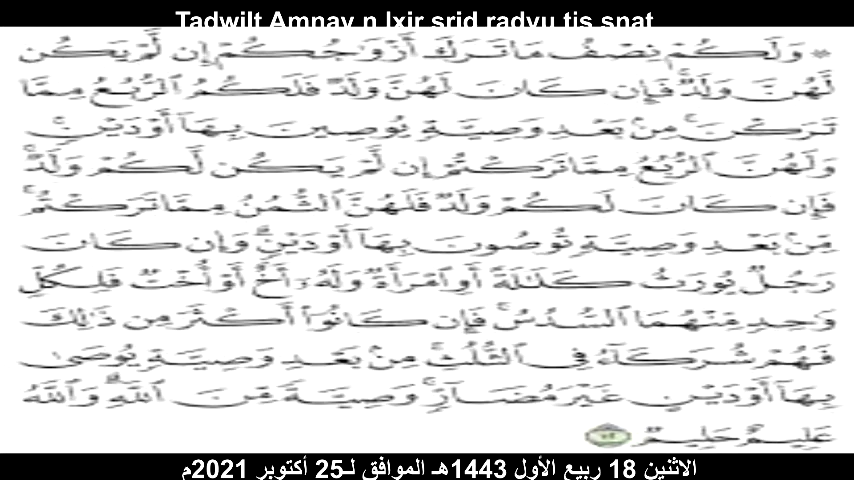 Tadwilt Amnay n lxir srid radyu tis snat
۞ وَلَكُمْ نِصْفُ مَا تَرَكَ أَزْوَٰجُكُمْ إِن لَّمْ يَكُن
لَّهُنَّ وَلَدٌ ۚ فَإِن كَانَ لَهُنَّ وَلَدٌ فَلَكُمُ ٱلرُّبُعُ مِمَّا
تَرَكْنَ ۚ مِنۢ بَعْدِ وَصِيَّةٍ يُوصِينَ بِهَآ أَوْ دَيْنٍ ۚ
وَلَهُنَّ ٱلرُّبُعُ مِمَّا تَرَكْتُمْ إِن لَّمْ يَكُن لَّكُمْ وَلَدٌ ۚ
فَإِن كَانَ لَكُمْ وَلَدٌ فَلَهُنَّ ٱلثُّمُنُ مِمَّا تَرَكْتُم ۚ
مِّنۢ بَعْدِ وَصِيَّةٍ تُوصُونَ بِهَآ أَوْ دَيْنٍ ۗ وَإِن كَانَ
رَجُلٌ يُورَثُ كَلَٰلَةً أَوِ ٱمْرَأَةٌ وَلَهُۥٓ أَخٌ أَوْ أُخْتٌ فَلِكُلِّ
وَٰحِدٍ مِّنْهُمَا ٱلسُّدُسُ ۚ فَإِن كَانُوٓا۟ أَكْثَرَ مِن ذَٰلِكَ
فَهُمْ شُرَكَآءُ فِى ٱلثُّلُثِ ۚ مِنۢ بَعْدِ وَصِيَّةٍ يُوصَىٰ
بِهَآ أَوْ دَيْنٍ غَيْرَ مُضَآرٍّ ۚ وَصِيَّةً مِّنَ ٱللَّهِ ۗ وَٱللَّهُ
عَلِيمٌ حَلِيمٌ ١٢
الاثنين 18 ربيع الأول 1443هـ الموافق لـ25 أكتوبر 2021م